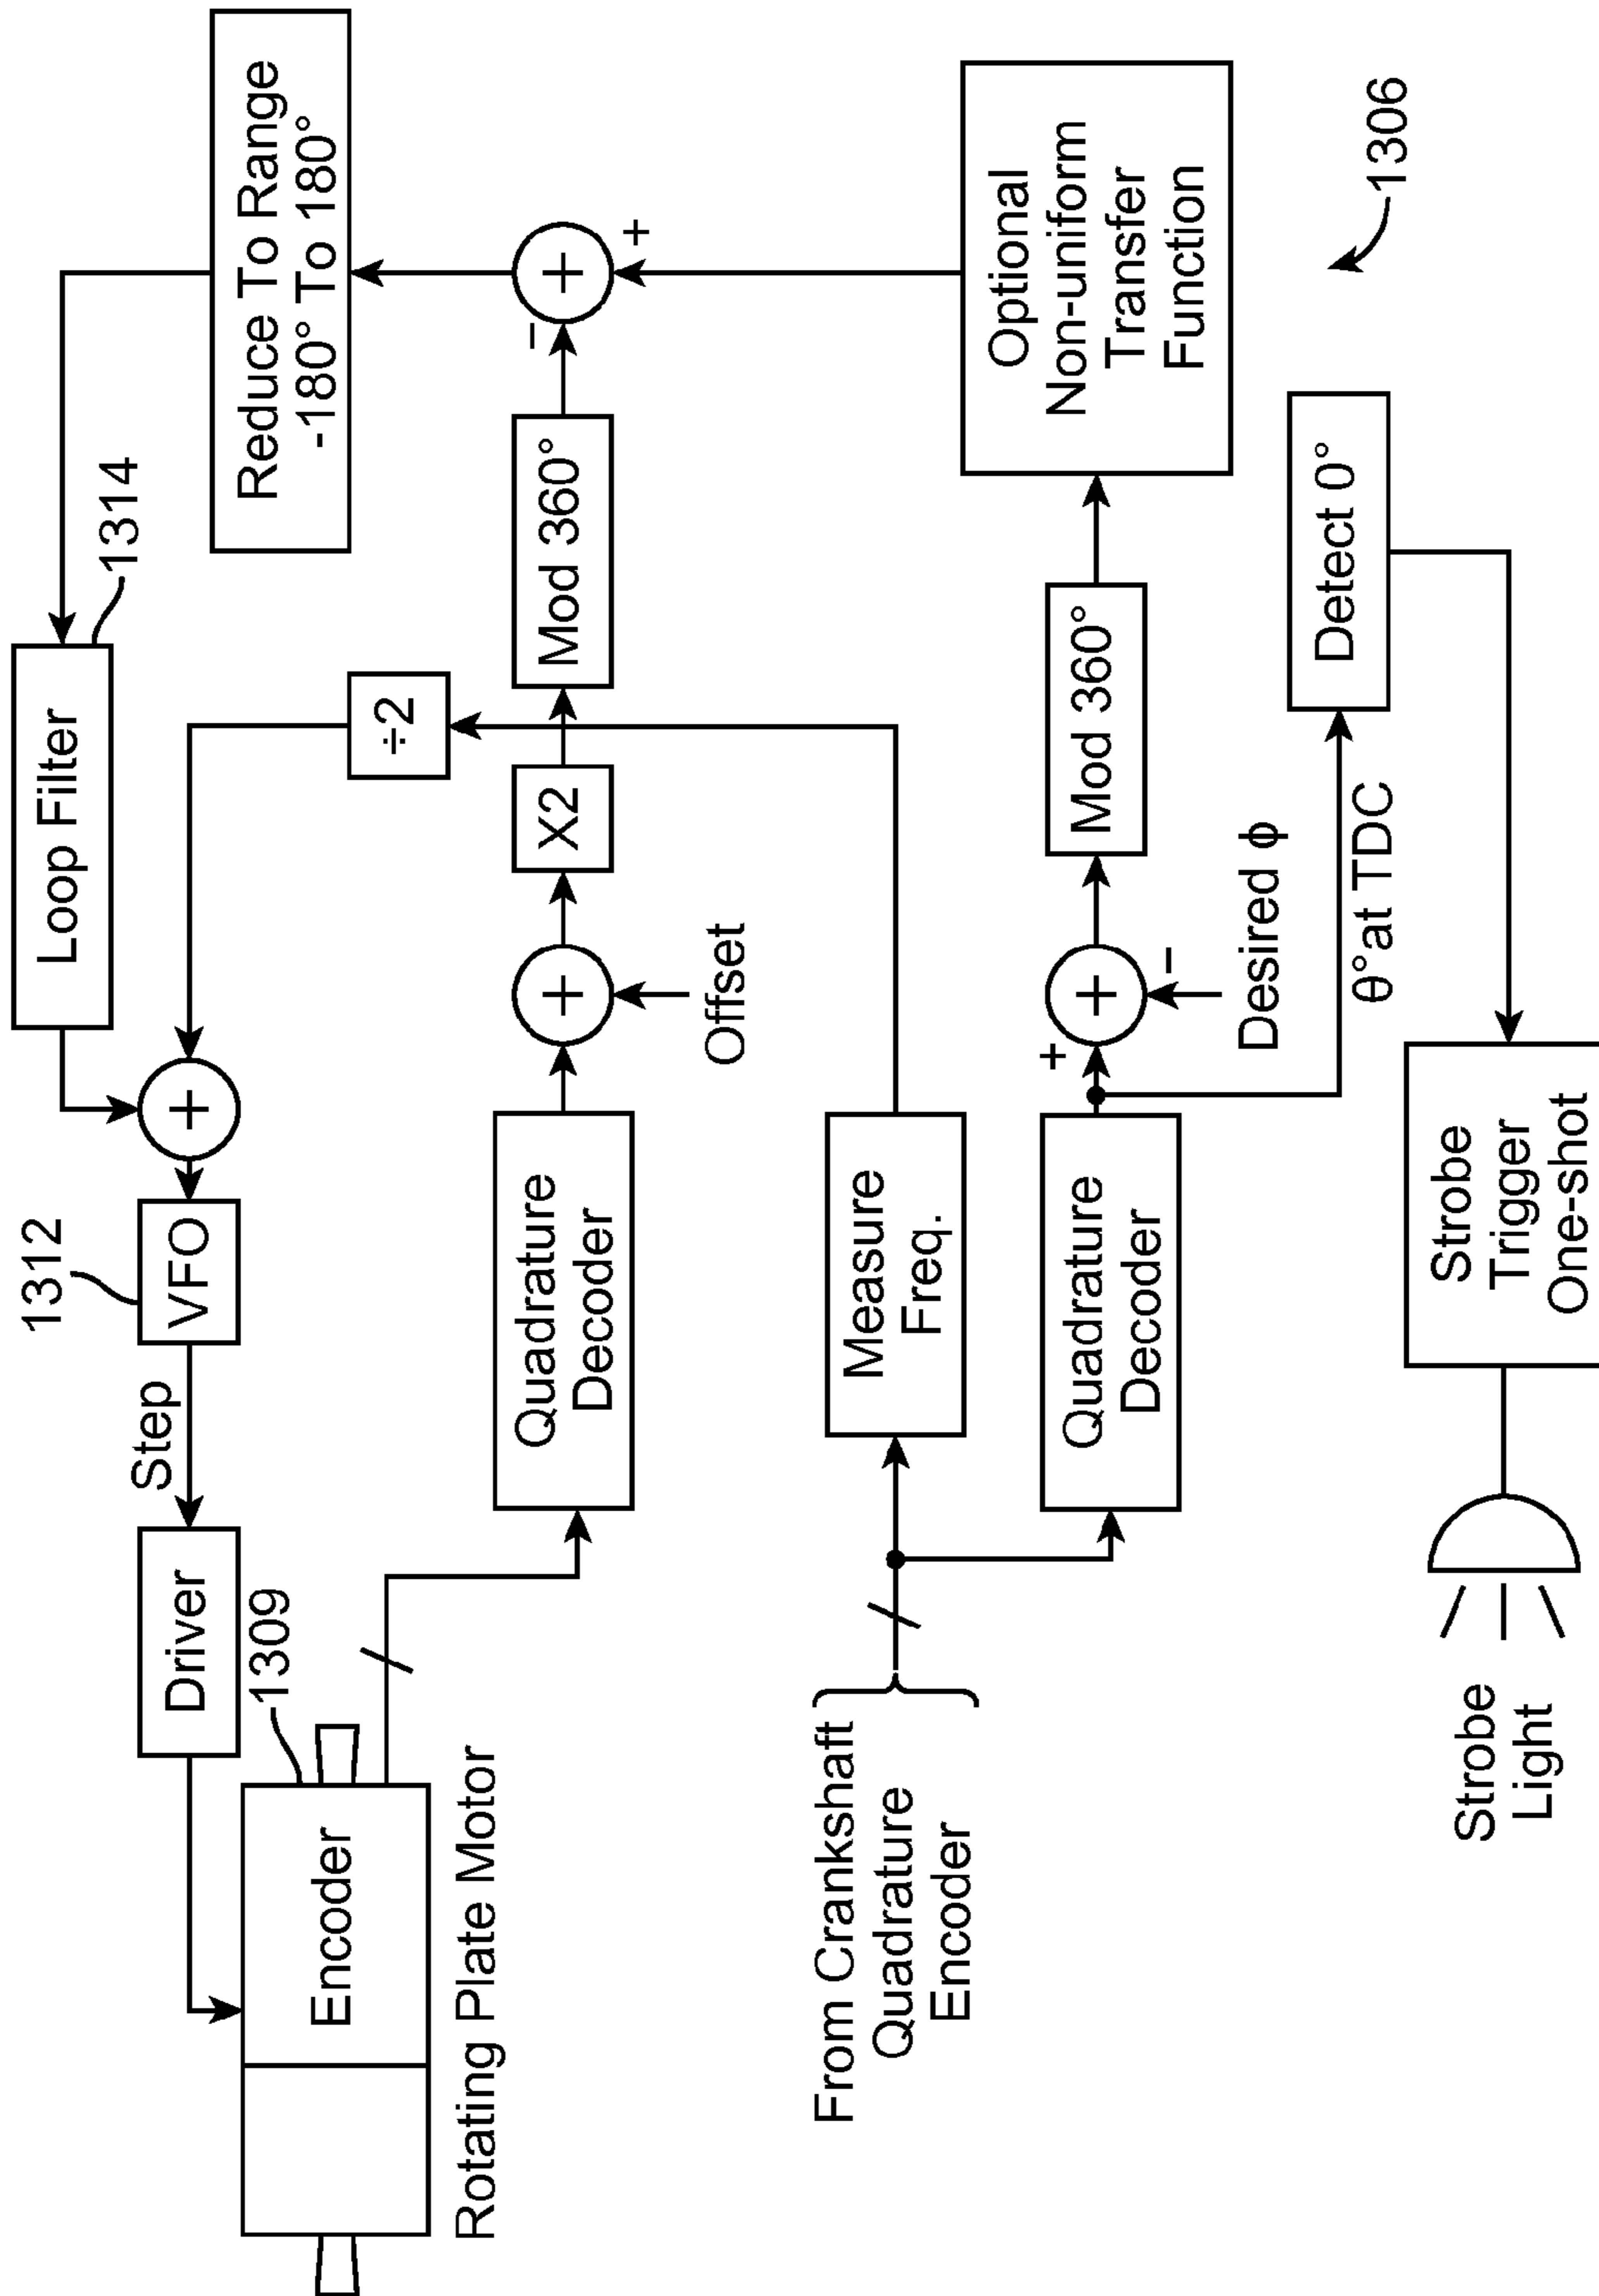 Loop Filter
1314
Reduce To Range
-180° To 180°
1312
VFO
Step
Driver
1309
Encoder
Rotating Plate Motor
÷2
Quadrature
Decoder
+
Offset
X2
Mod 360°
−
+
+
+
From Crankshaft
Quadrature
Encoder
Measure
Freq.
Quadrature
Decoder
+
+
−
Desired ϕ
Mod 360°
Optional
Non-uniform
Transfer
Function
θ° at TDC
Detect 0°
Strobe
Trigger
One-shot
Strobe
Light
1306